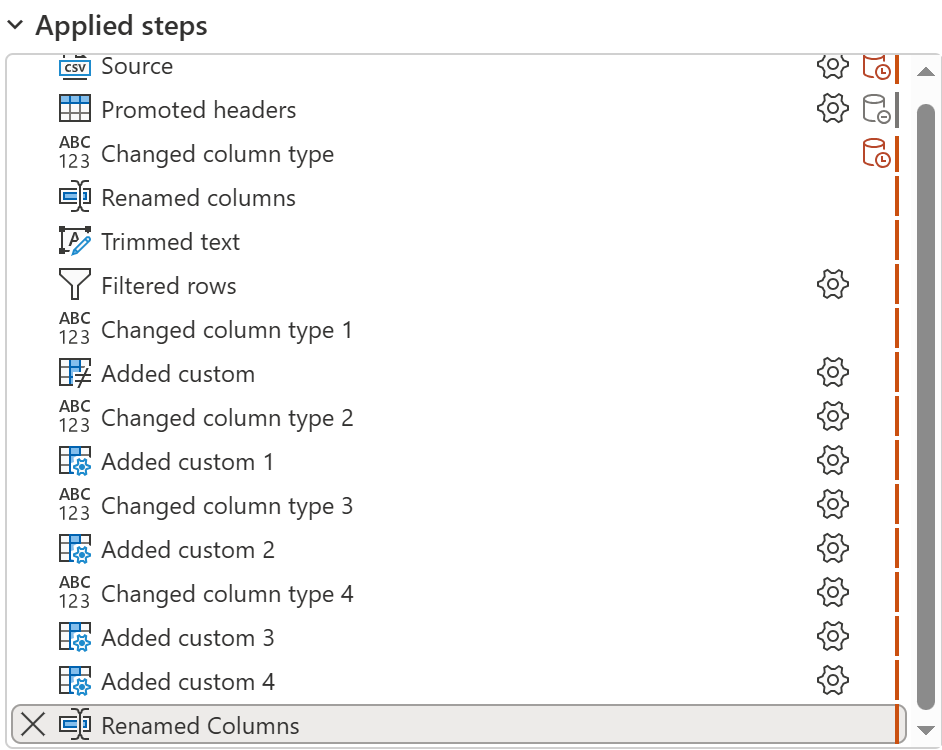 Applied steps
CSV Source
Promoted headers
ABC
123 Changed column type
Renamed columns
A Trimmed text
Filtered rows
ABC
123 Changed column type 1
Added custom
ABC
123 Changed column type 2
Added custom 1
ABC
123 Changed column type 3
Added custom 2
ABC
123 Changed column type 4
Added custom 3
Added custom 4
Renamed Columns